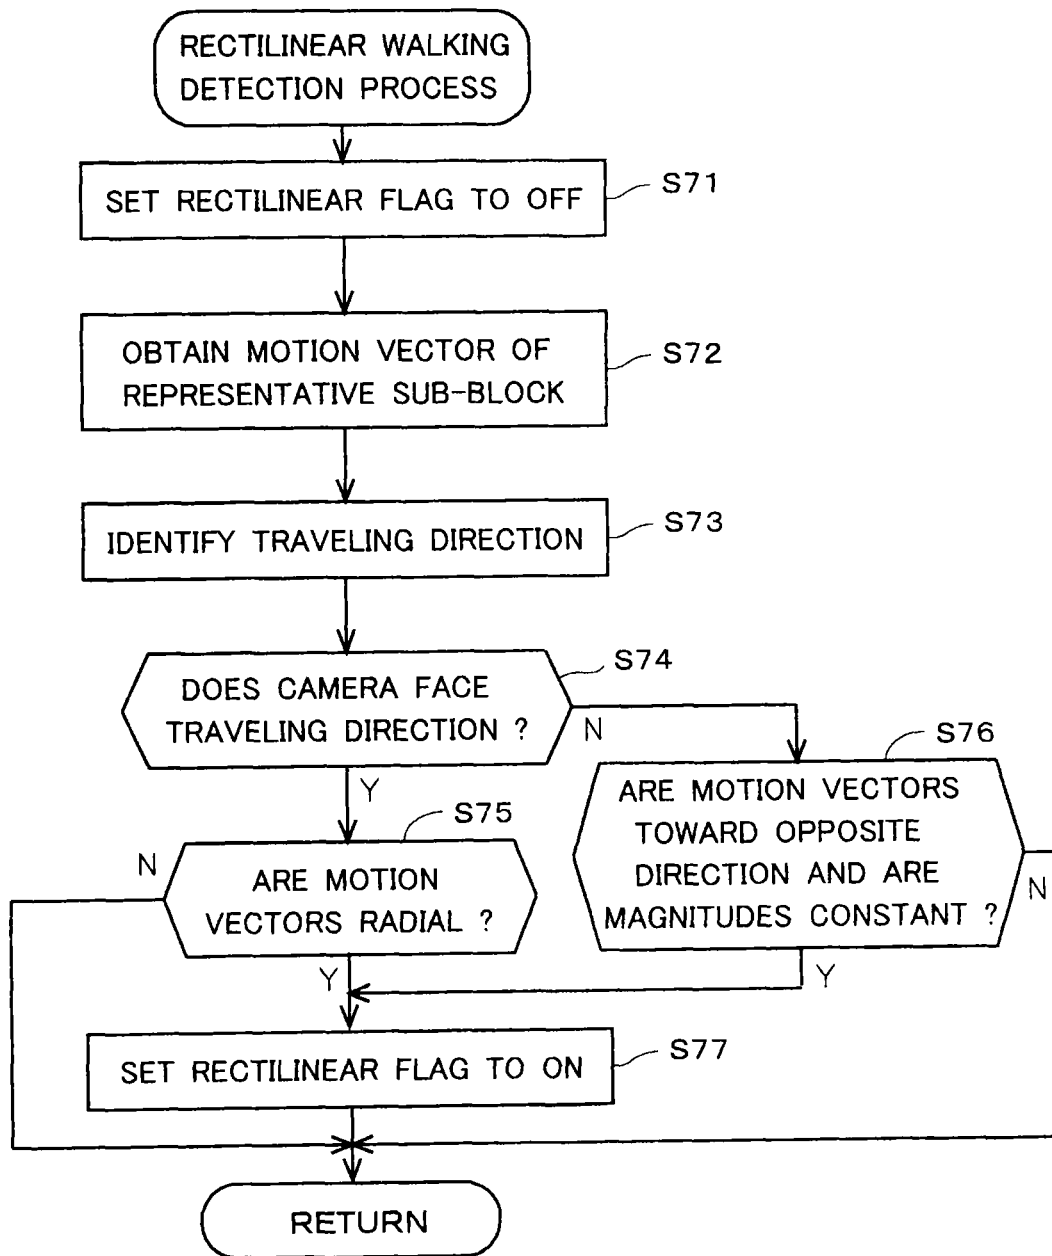 RECTILINEAR WALKING
DETECTION PROCESS
SET RECTILINEAR FLAG TO OFF
S71
OBTAIN MOTION VECTOR OF
REPRESENTATIVE SUB-BLOCK
S72
IDENTIFY TRAVELING DIRECTION
S73
DOES CAMERA FACE
TRAVELING DIRECTION ?
S74
N
Y
S76
ARE MOTION VECTORS
TOWARD OPPOSITE
DIRECTION AND ARE
MAGNITUDES CONSTANT ?
N
Y
S75
N
ARE MOTION
VECTORS RADIAL ?
Y
SET RECTILINEAR FLAG TO ON
S77
RETURN